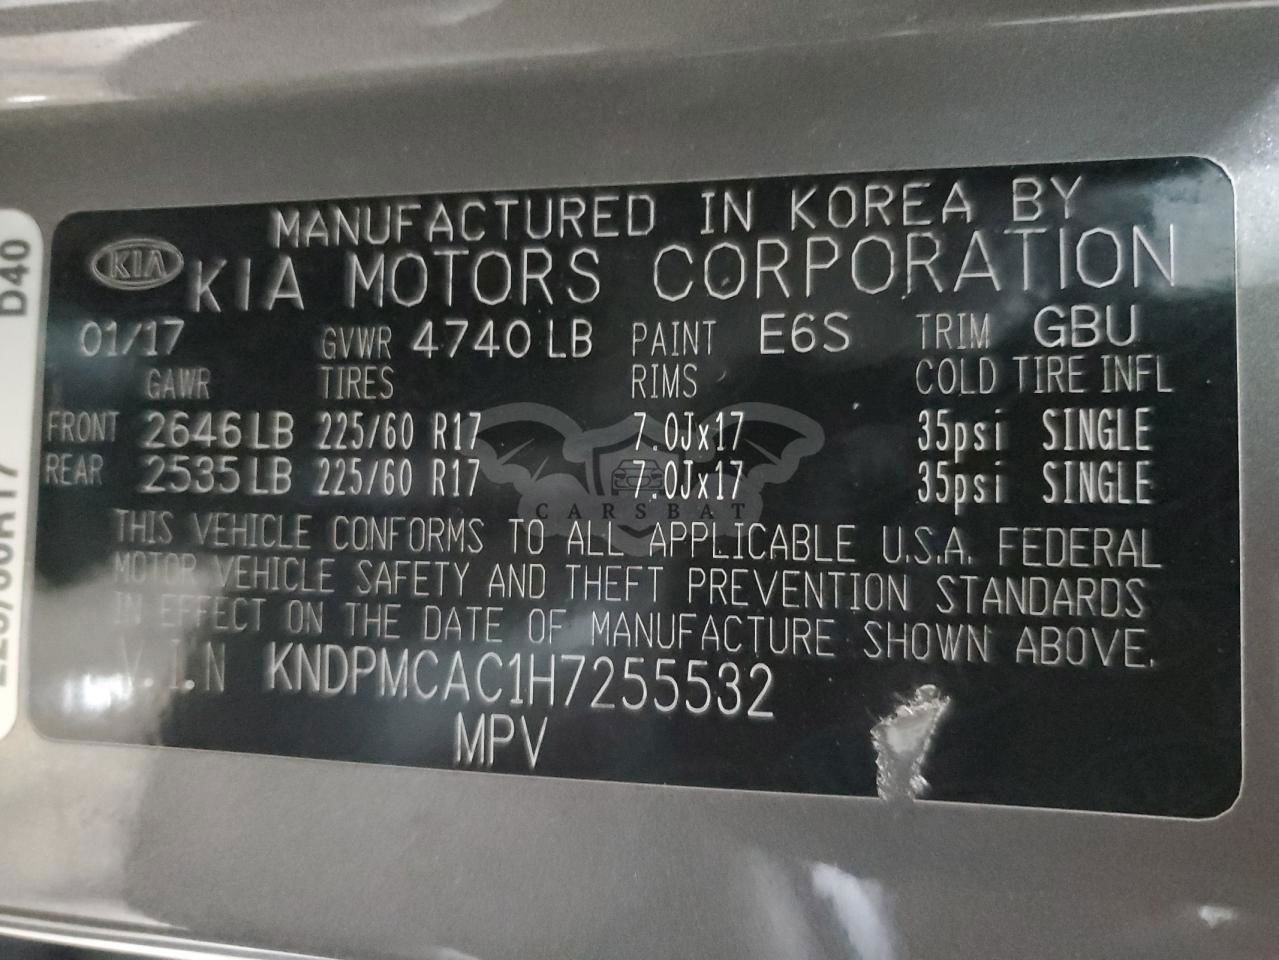 MANUFACTURED IN KOREA BY
KIA KIA MOTORS CORPORATION
01/17 GVWR 4740 LB PAINT E6S TRIM GBU
GAWR TIRES RIMS COLD TIRE INFL
FRONT 2646 LB 225/60 R17 7.0Jx17 35psi SINGLE
REAR 2535 LB 225/60 R17 7.0Jx17 35psi SINGLE
CARSBAT
THIS VEHICLE CONFORMS TO ALL APPLICABLE U.S.A. FEDERAL
MOTOR VEHICLE SAFETY AND THEFT PREVENTION STANDARDS
IN EFFECT ON THE DATE OF MANUFACTURE SHOWN ABOVE.
V.I.N KNDPMCAC1H7255532
MPV
D40